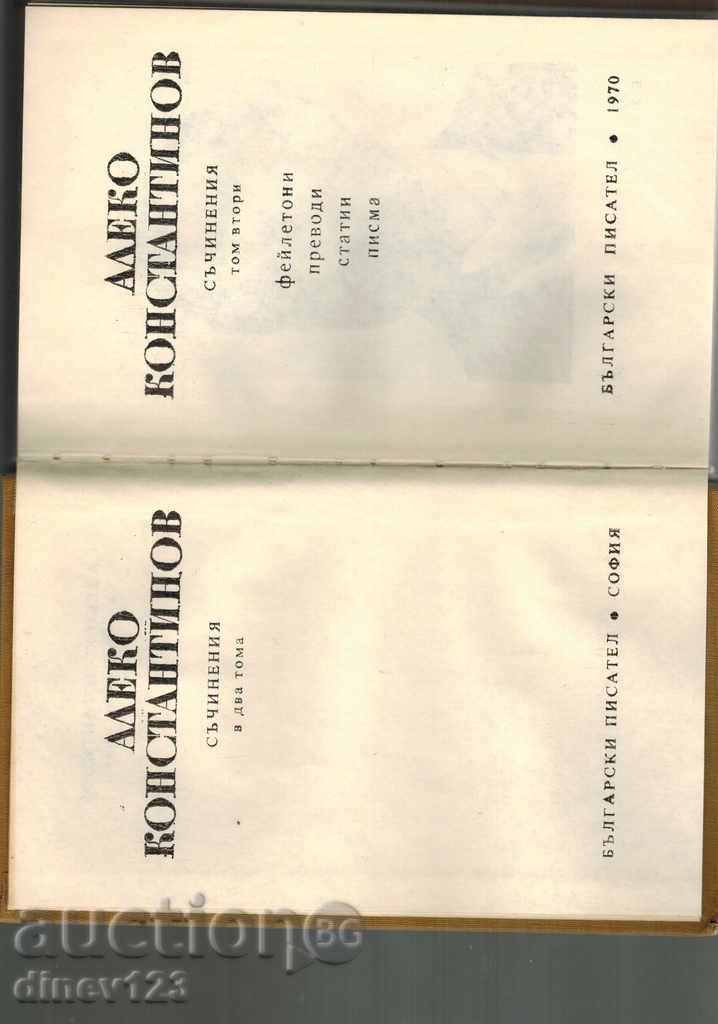 АЛЕКО
КОНСТАНТИНОВ
СЪЧИНЕНИЯ
в два тома
БЪЛГАРСКИ ПИСАТЕЛ • СОФИЯ
АЛЕКО
КОНСТАНТИНОВ
СЪЧИНЕНИЯ
том втори
фейлетони
преводи
статии
писма
БЪЛГАРСКИ ПИСАТЕЛ • 1970
auction BG
dinev123